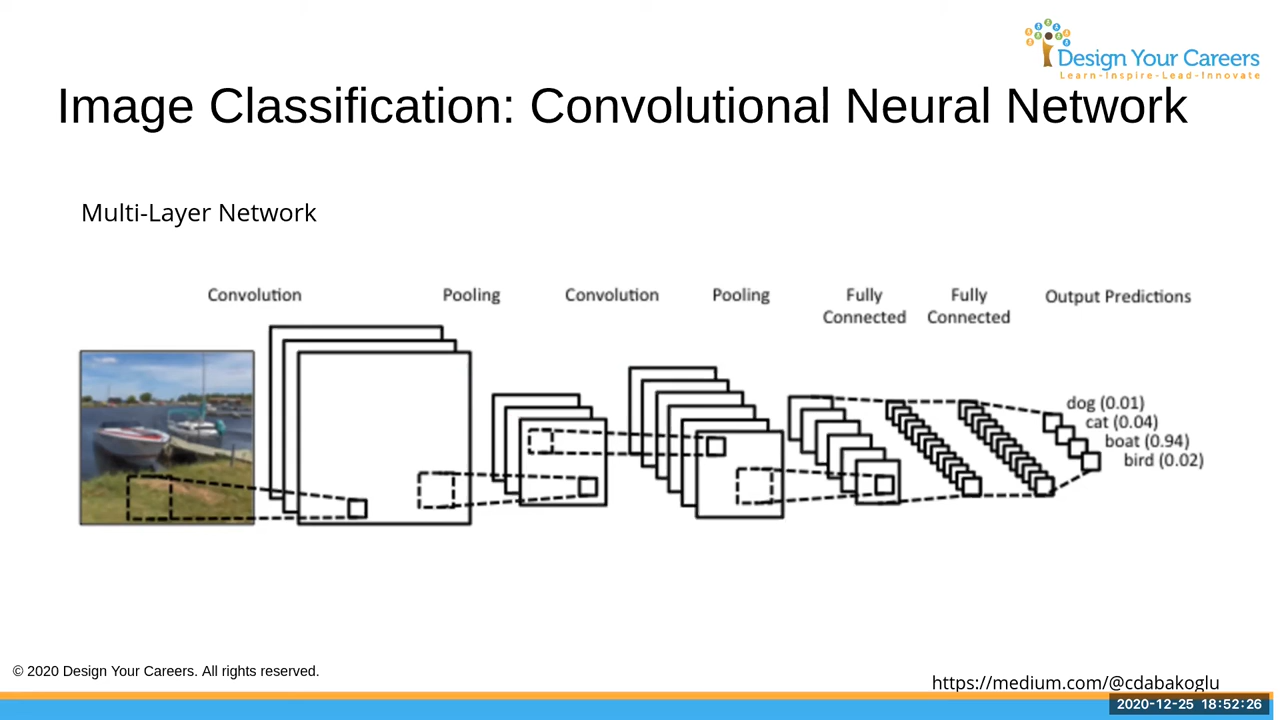 Design Your Careers
Learn-Inspire-Lead-Innovate
Image Classification: Convolutional Neural Network
Multi-Layer Network
Convolution Pooling Convolution Pooling Fully Connected Fully Connected Output Predictions
dog (0.01)
cat (0.04)
boat (0.94)
bird (0.02)
© 2020 Design Your Careers. All rights reserved.
https://medium.com/@cdabakoglu
2020-12-25 18:52:26